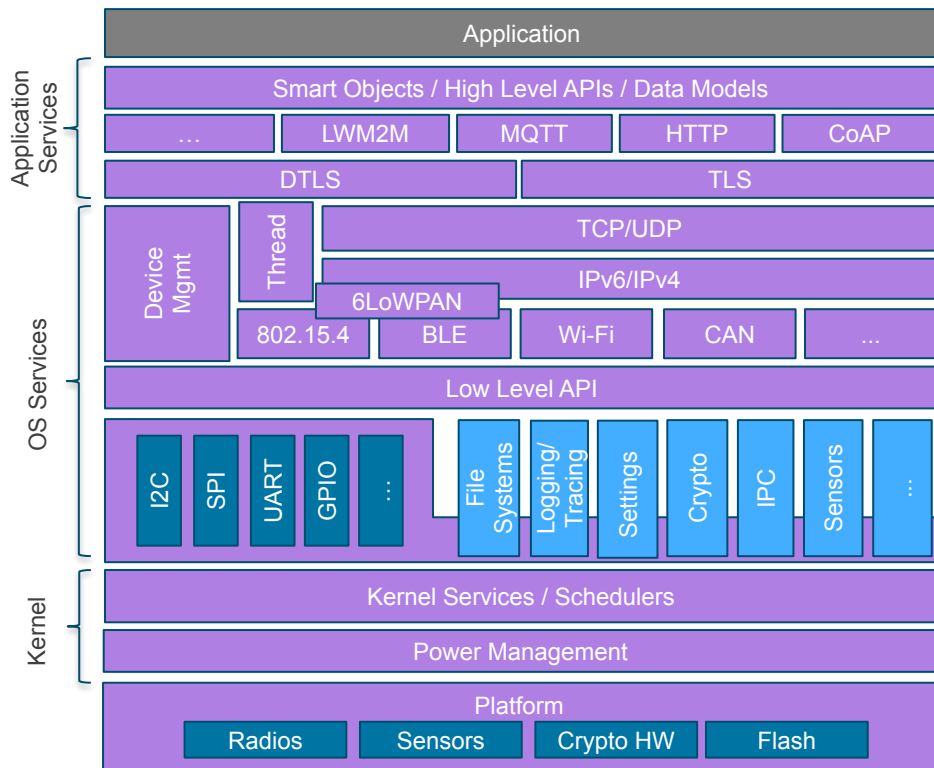 Application
Application
Services
Smart Objects / High Level APIs / Data Models
…
LWM2M
MQTT
HTTP
CoAP
DTLS
TLS
OS Services
Device
Mgmt
Thread
TCP/UDP
IPv6/IPv4
6LoWPAN
802.15.4
BLE
Wi-Fi
CAN
...
Low Level API
I2C
SPI
UART
GPIO
…
File
Systems
Logging/
Tracing
Settings
Crypto
IPC
Sensors
...
Kernel
Kernel Services / Schedulers
Power Management
Platform
Radios
Sensors
Crypto HW
Flash